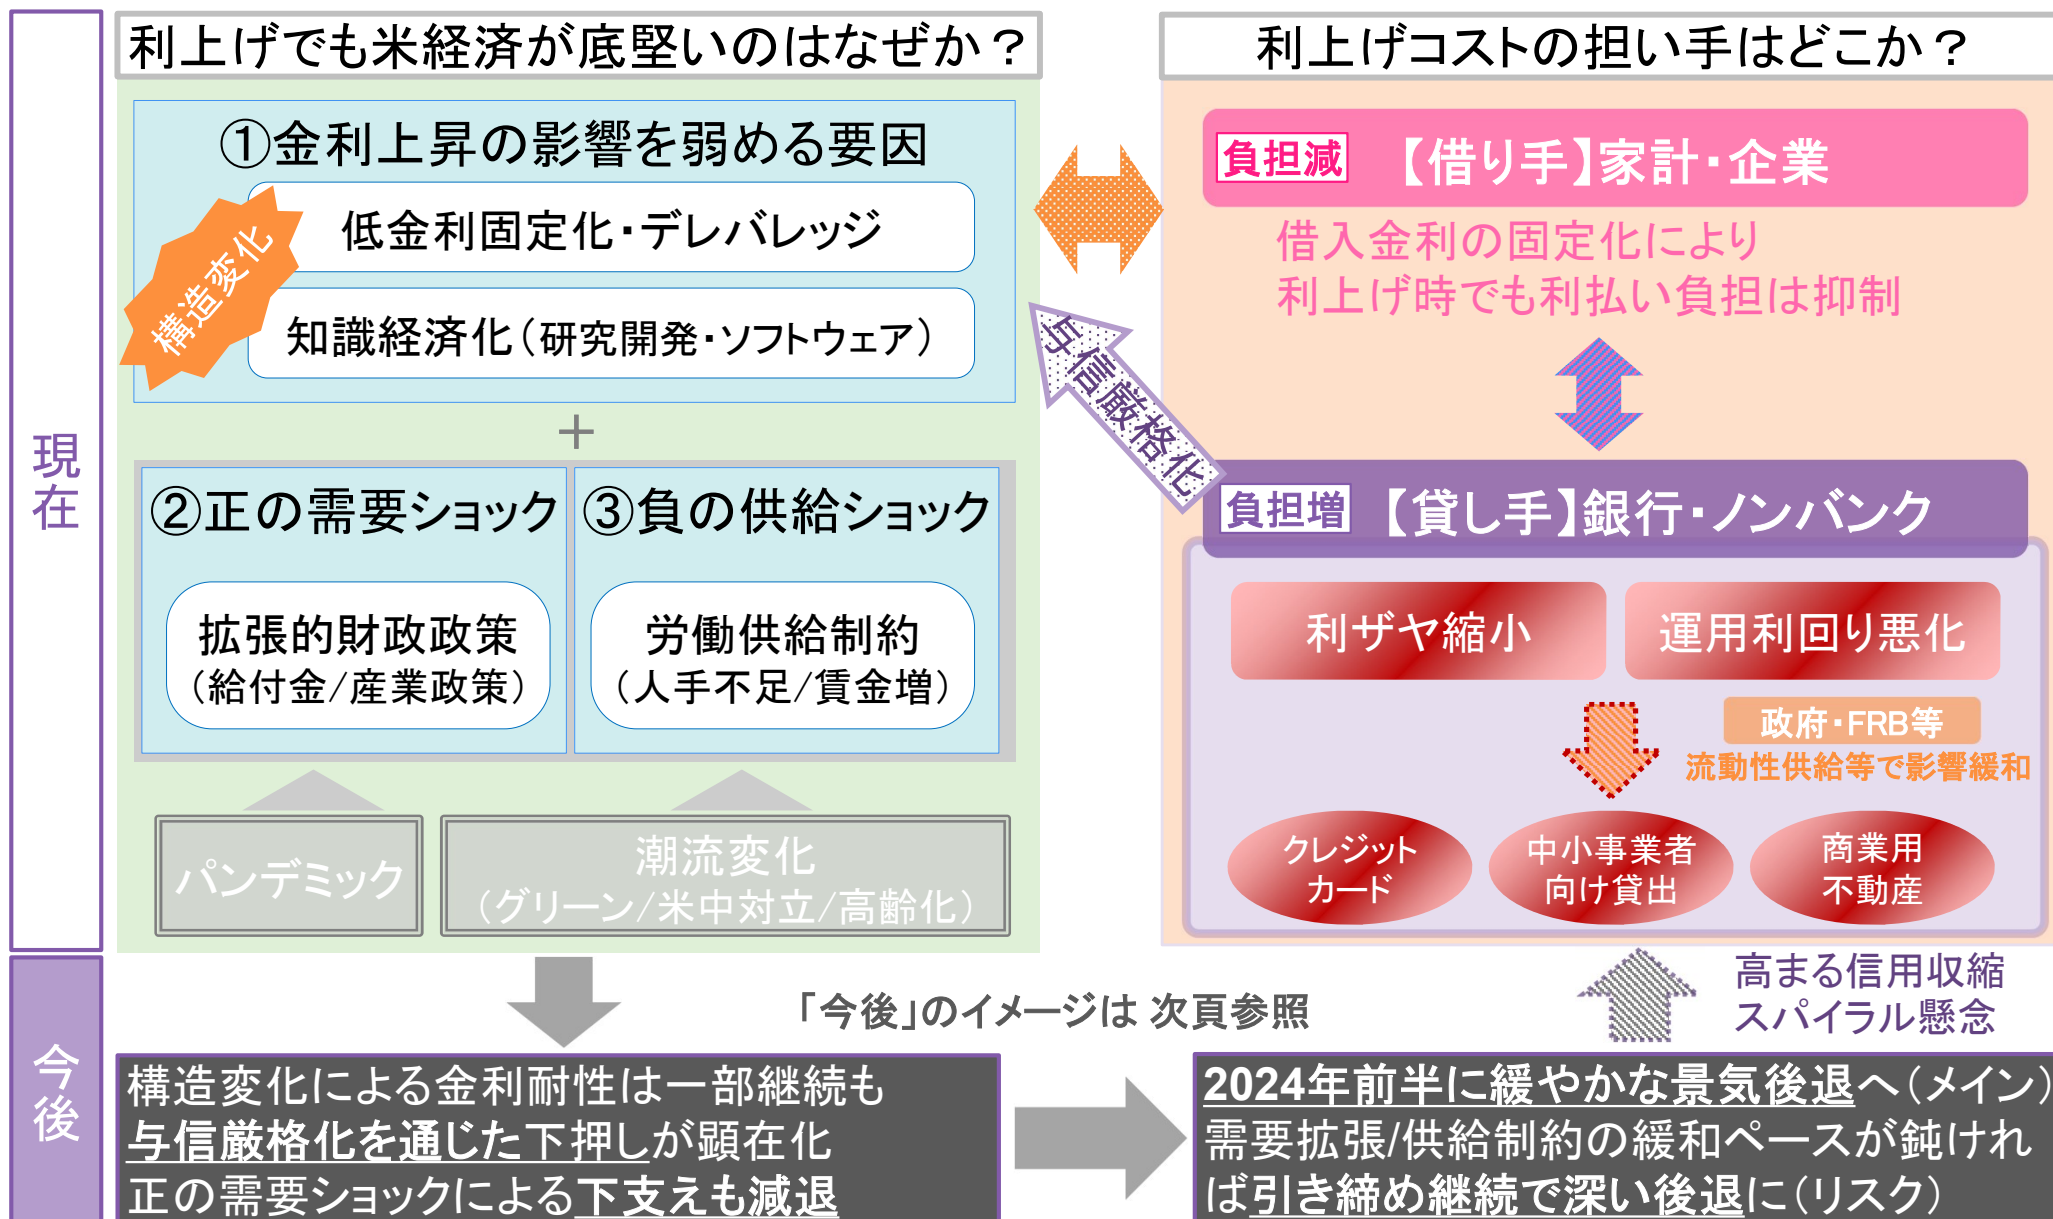 現在
利上げでも米経済が底堅いのはなぜか？
①金利上昇の影響を弱める要因
構造変化
低金利固定化・デレバレッジ
知識経済化（研究開発・ソフトウェア）
＋
②正の需要ショック
拡張的財政政策
（給付金/産業政策）
③負の供給ショック
労働供給制約
（人手不足/賃金増）
パンデミック
潮流変化
（グリーン/米中対立/高齢化）
与信厳格化
利上げコストの担い手はどこか？
負担減 【借り手】家計・企業
借入金利の固定化により
利上げ時でも利払い負担は抑制
負担増 【貸し手】銀行・ノンバンク
利ザヤ縮小
運用利回り悪化
政府・FRB等
流動性供給等で影響緩和
クレジット
カード
中小事業者
向け貸出
商業用
不動産
今後
「今後」のイメージは 次頁参照
高まる信用収縮
スパイラル懸念
構造変化による金利耐性は一部継続も
与信厳格化を通じた下押しが顕在化
正の需要ショックによる下支えも減退
2024年前半に緩やかな景気後退へ（メイン）
需要拡張/供給制約の緩和ペースが鈍けれ
ば引き締め継続で深い後退に（リスク）